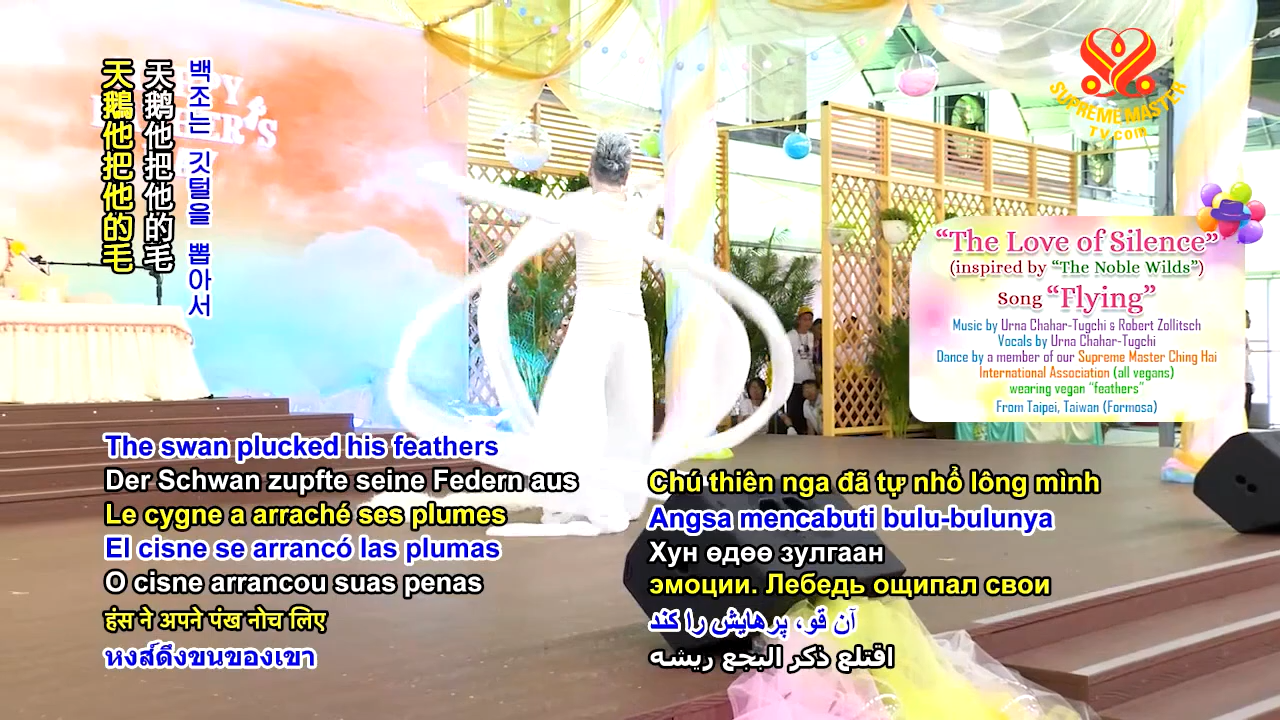 天鵝他把他的毛
天鹅他把他的毛
백조는 깃털을 뽑아서
SUPREME MASTER
TV.com
“The Love of Silence”
(inspired by “The Noble Wilds”)
Song “Flying”
Music by Urna Chahar-Tugchi & Robert Zollitsch
Vocals by Urna Chahar-Tugchi
Dance by a member of our Supreme Master Ching Hai
International Association (all vegans)
wearing vegan “feathers”
From Taipei, Taiwan (Formosa)
The swan plucked his feathers
Der Schwan zupfte seine Federn aus
Le cygne a arraché ses plumes
El cisne se arrancó las plumas
O cisne arrancou suas penas
हंस ने अपने पंख नोच लिए
หงส์ดึงขนของเขา
Chú thiên nga đã tự nhổ lông mình
Angsa mencabuti bulu-bulunya
Хун өдөө зулгаан
эмоции. Лебедь ощипал свои
آن قو، پرهایش را کند
اقتلع ذكر البجع ريشه